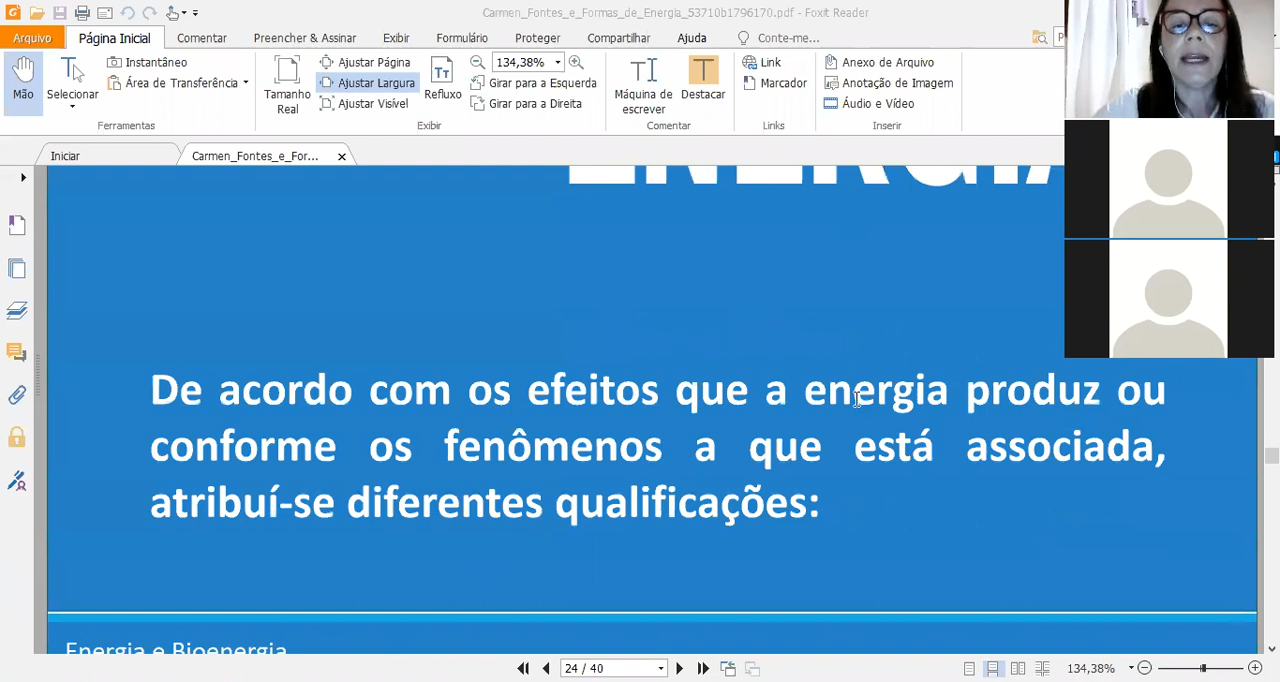 Carmen_Fontes_e_Formas_de_Energia_53710b1796170.pdf - Foxit Reader
Arquivo Página Inicial Comentar Preencher & Assinar Exibir Formulário Proteger Compartilhar Ajuda Conte-me...
Mão
Selecionar
Instantâneo
Área de Transferência
Ferramentas
Tamanho
Real
Ajustar Página
Ajustar Largura
Ajustar Visível
Refluxo
134,38%
Girar para a Esquerda
Girar para a Direita
Exibir
Máquina de
escrever
Destacar
Comentar
Link
Marcador
Links
Anexo de Arquivo
Anotação de Imagem
Áudio e Vídeo
Inserir
Iniciar
Carmen_Fontes_e_For...
ENERGIA
De acordo com os efeitos que a energia produz ou
conforme os fenômenos a que está associada,
atribuí-se diferentes qualificações:
Energia e Bioenergia
24 / 40
134,38%